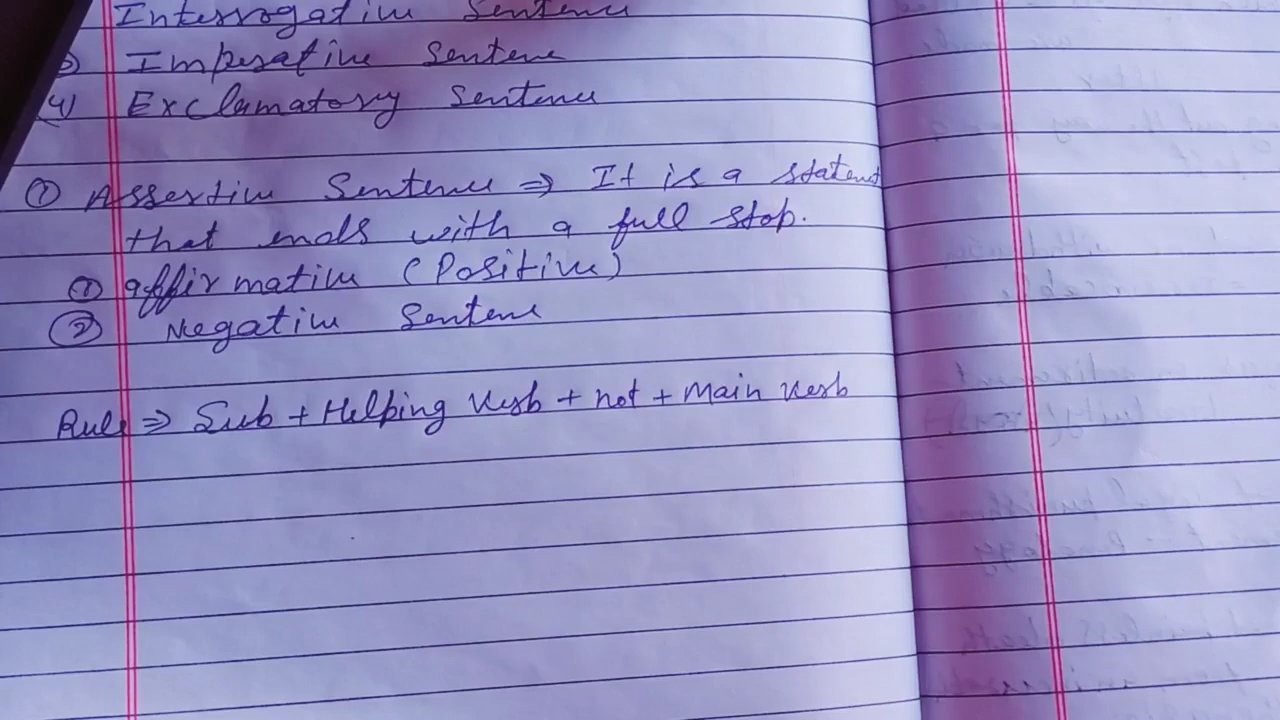 Interrogative Sentence
3) Imperative Sentence
(4) Exclamatory Sentence
① Assertive Sentence ⇒ It is a statement
that ends with a full stop.
① affirmative (Positive)
② Negative Sentence
Rule ⇒ Sub + Helping Verb + not + Main Verb